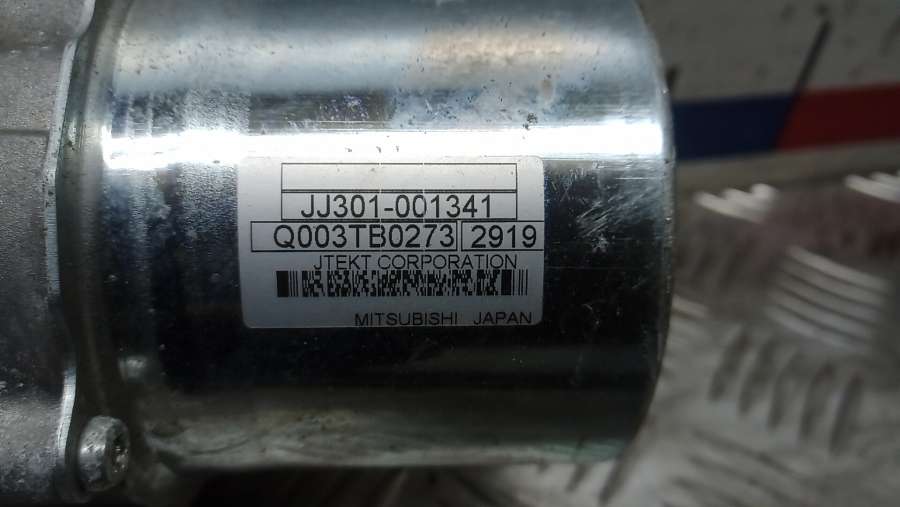 JJ301-001341
Q003TB0273 2919
JTEKT CORPORATION
MITSUBISHI JAPAN